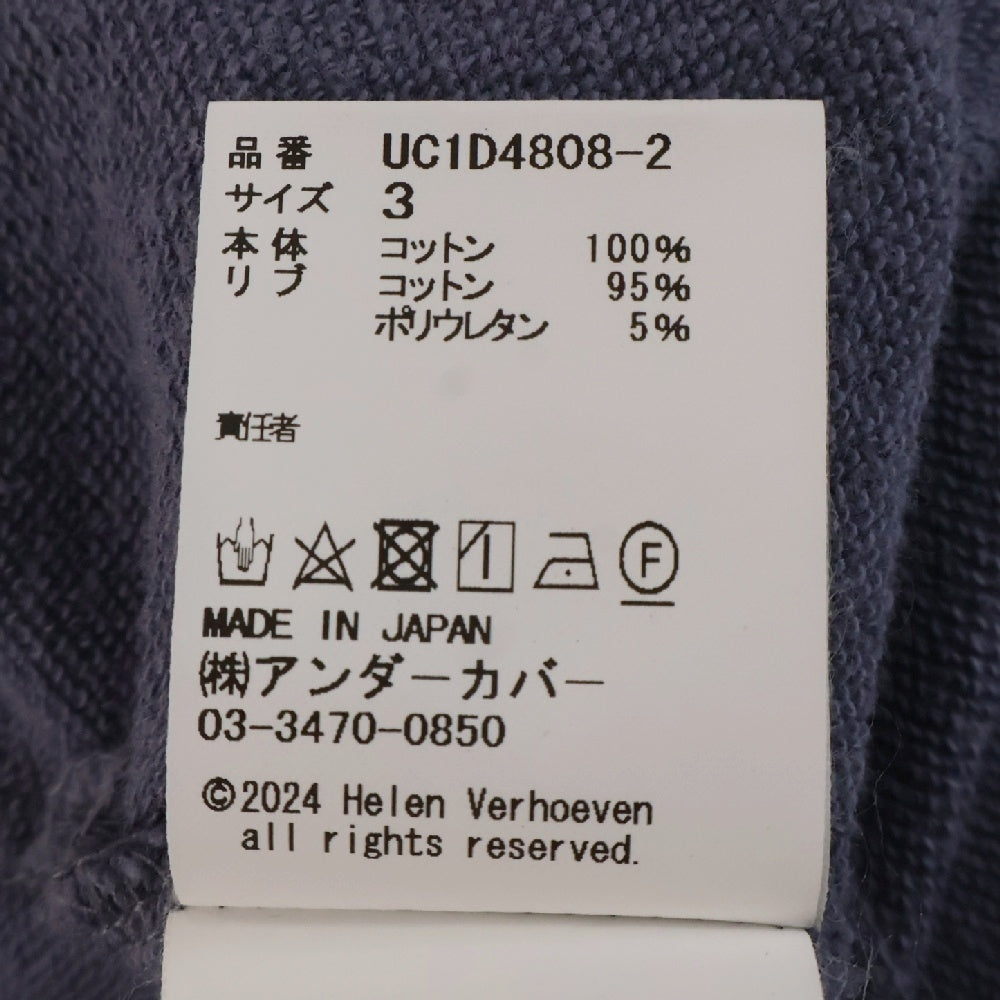 品番 UC1D4808-2
サイズ 3
本体 コットン 100%
リブ コットン 95%
ポリウレタン 5%
責任者
F
MADE IN JAPAN
(株)アンダーカバー
03-3470-0850
©2024 Helen Verhoeven
all rights reserved.